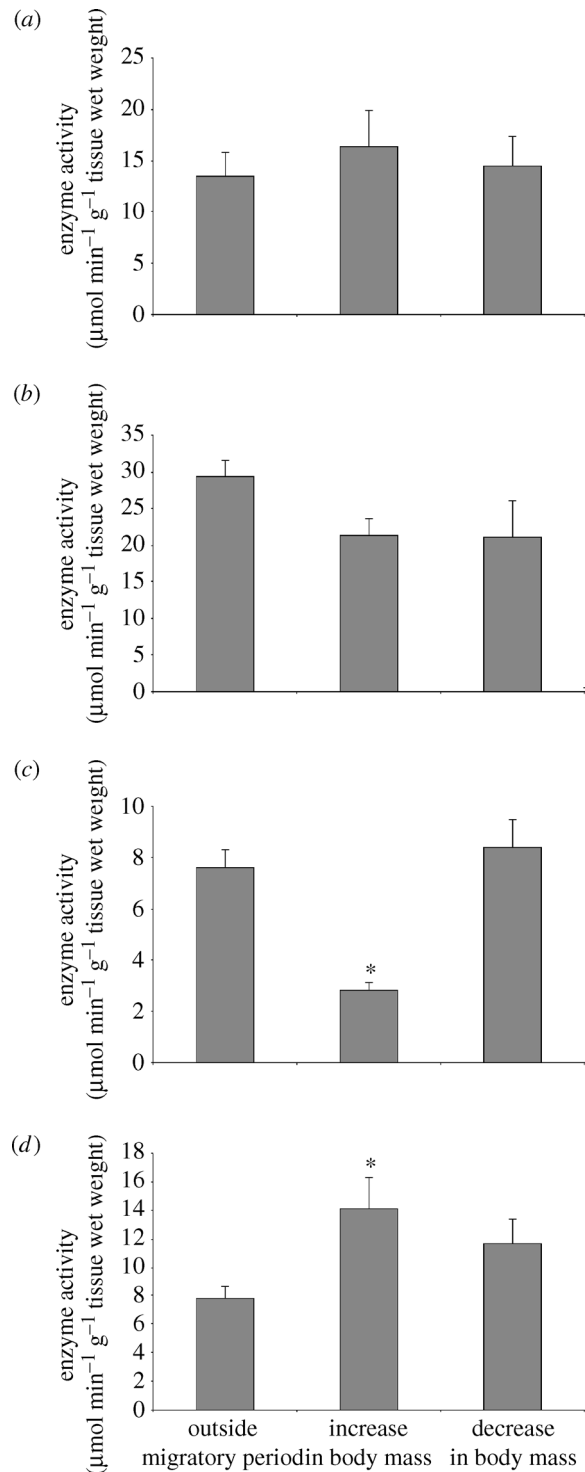 (a)
enzyme activity
(µmol min⁻¹ g⁻¹ tissue wet weight)
25
20
15
10
5
0
(b)
enzyme activity
(µmol min⁻¹ g⁻¹ tissue wet weight)
35
30
25
20
15
10
5
0
(c)
enzyme activity
(µmol min⁻¹ g⁻¹ tissue wet weight)
10
8
6
4
2
0
*
(d)
enzyme activity
(µmol min⁻¹ g⁻¹ tissue wet weight)
18
16
14
12
10
8
6
4
2
0
*
outside increase decrease
migratory period in body mass in body mass